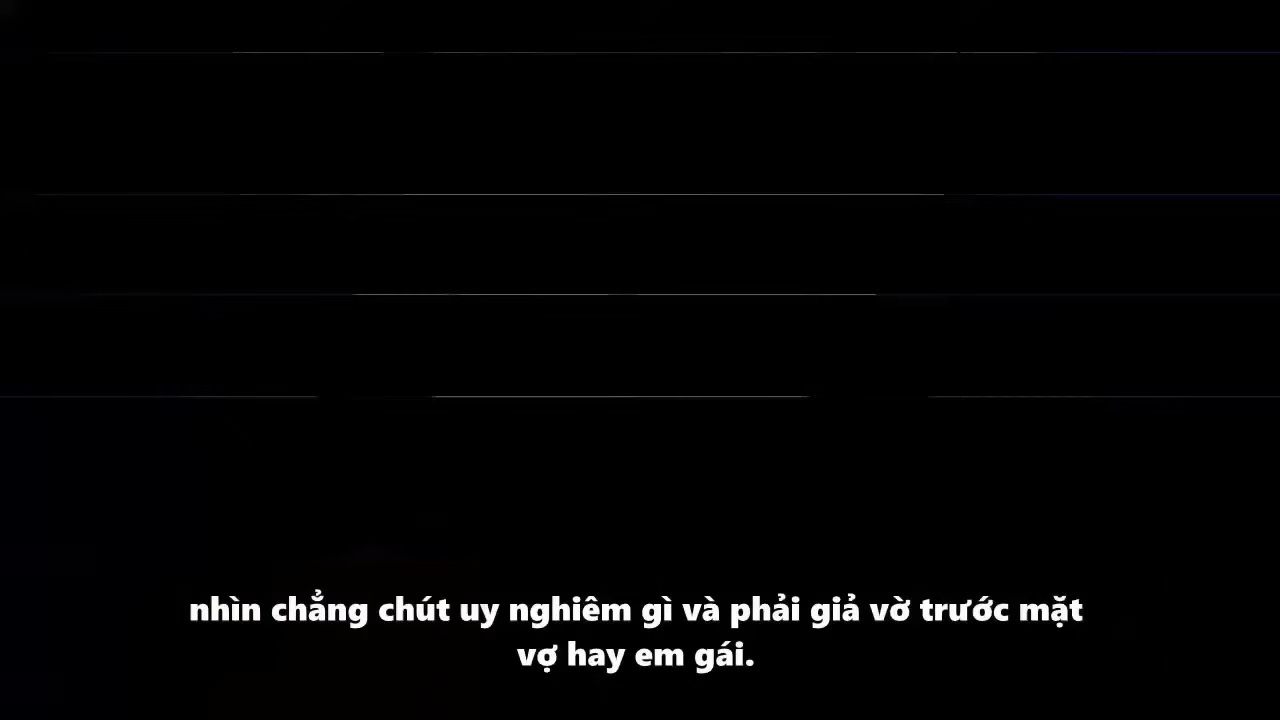 nhìn chẳng chút uy nghiêm gì và phải giả vờ trước mặt
vợ hay em gái.